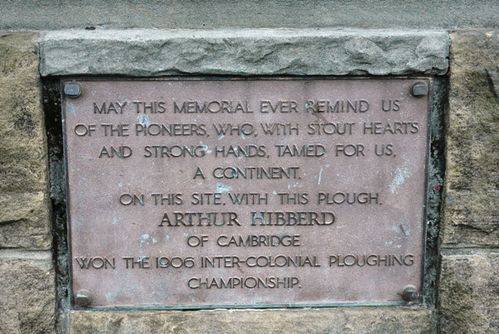 MAY THIS MEMORIAL EVER REMIND US
OF THE PIONEERS, WHO, WITH STOUT HEARTS
AND STRONG HANDS, TAMED FOR US,
A CONTINENT.
ON THIS SITE, WITH THIS PLOUGH,
ARTHUR HIBBERD
OF CAMBRIDGE
WON THE 1906 INTER-COLONIAL PLOUGHING
CHAMPIONSHIP.